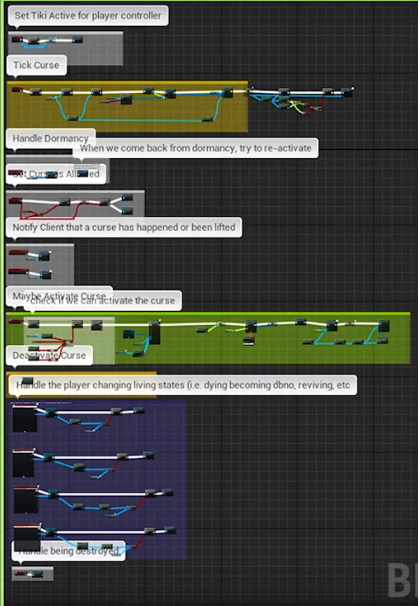 Set Tiki Active for player controller
Tick Curse
Handle Dormancy
When we come back from dormancy, try to re-activate
Set Curse Is Allowed
Notify Client that a curse has happened or been lifted
Maybe Activate Curse
Check if we can activate the curse
Deactivate Curse
Handle the player changing living states (i.e. dying becoming dbno, reviving, etc
Handle being destroyed
B